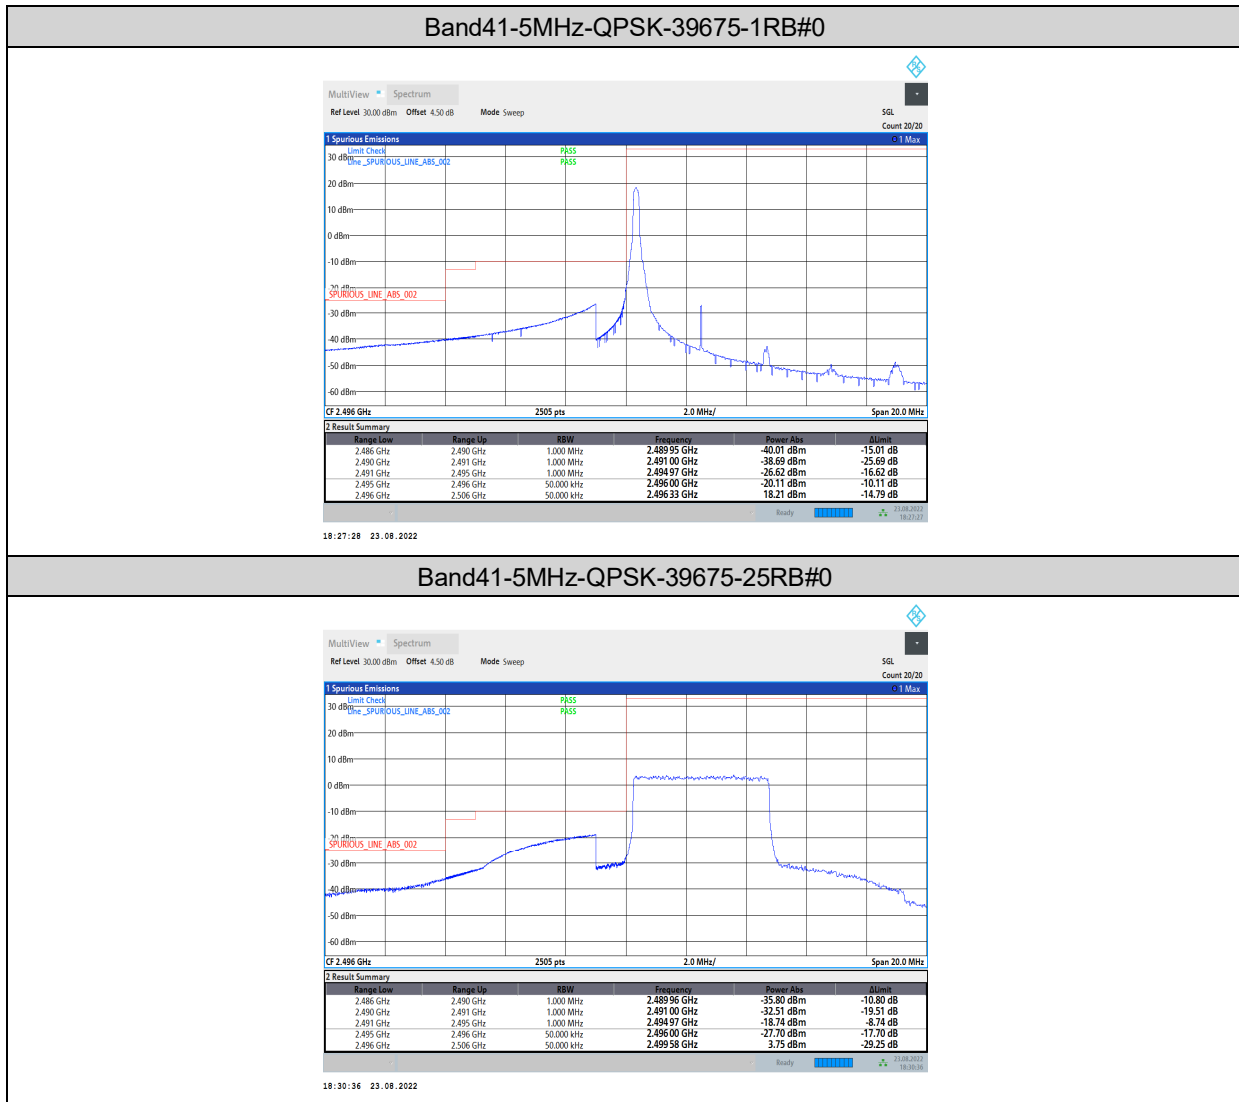 Band41-5MHz-QPSK-39675-1RB#0
MultiView Spectrum
Ref Level 30.00 dBm Offset 4.50 dB Mode Sweep SGL
Count 20/20
1 Spurious Emissions 1 Max
Limit Check PASS
Line _SPURIOUS_LINE_ABS_002 PASS
30 dBm
20 dBm
10 dBm
0 dBm
-10 dBm
-20 dBm
SPURIOUS_LINE_ABS_002
-30 dBm
-40 dBm
-50 dBm
-60 dBm
CF 2.496 GHz 2505 pts 2.0 MHz/ Span 20.0 MHz
2 Result Summary
Range Low Range Up RBW Frequency Power Abs ΔLimit
2.486 GHz 2.490 GHz 1.000 MHz 2.48995 GHz -40.01 dBm -15.01 dB
2.490 GHz 2.491 GHz 1.000 MHz 2.49100 GHz -38.69 dBm -25.69 dB
2.491 GHz 2.495 GHz 1.000 MHz 2.49497 GHz -26.62 dBm -16.62 dB
2.495 GHz 2.496 GHz 50.000 kHz 2.49600 GHz -20.11 dBm -10.11 dB
2.496 GHz 2.506 GHz 50.000 kHz 2.49633 GHz 18.21 dBm -14.79 dB
Ready 23.08.2022
18:27:27
18:27:28 23.08.2022
Band41-5MHz-QPSK-39675-25RB#0
MultiView Spectrum
Ref Level 30.00 dBm Offset 4.50 dB Mode Sweep SGL
Count 20/20
1 Spurious Emissions 1 Max
Limit Check PASS
Line _SPURIOUS_LINE_ABS_002 PASS
30 dBm
20 dBm
10 dBm
0 dBm
-10 dBm
-20 dBm
SPURIOUS_LINE_ABS_002
-30 dBm
-40 dBm
-50 dBm
-60 dBm
CF 2.496 GHz 2505 pts 2.0 MHz/ Span 20.0 MHz
2 Result Summary
Range Low Range Up RBW Frequency Power Abs ΔLimit
2.486 GHz 2.490 GHz 1.000 MHz 2.48996 GHz -35.80 dBm -10.80 dB
2.490 GHz 2.491 GHz 1.000 MHz 2.49100 GHz -32.51 dBm -19.51 dB
2.491 GHz 2.495 GHz 1.000 MHz 2.49497 GHz -18.74 dBm -8.74 dB
2.495 GHz 2.496 GHz 50.000 kHz 2.49600 GHz -27.70 dBm -17.70 dB
2.496 GHz 2.506 GHz 50.000 kHz 2.49958 GHz 3.75 dBm -29.25 dB
Ready 23.08.2022
18:30:36
18:30:36 23.08.2022